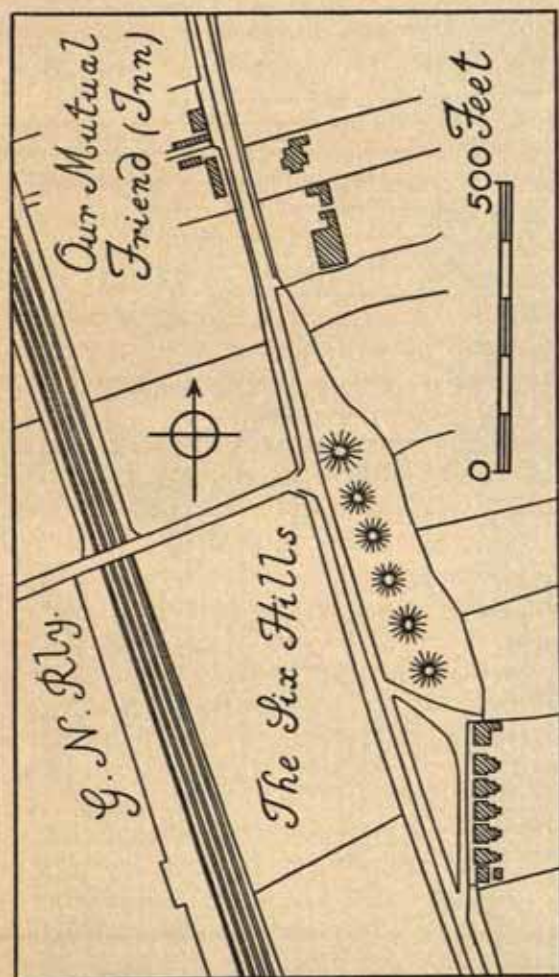 Our Mutual
Friend (Inn)
G. N. Rly.
The Six Hills
0
500 Feet